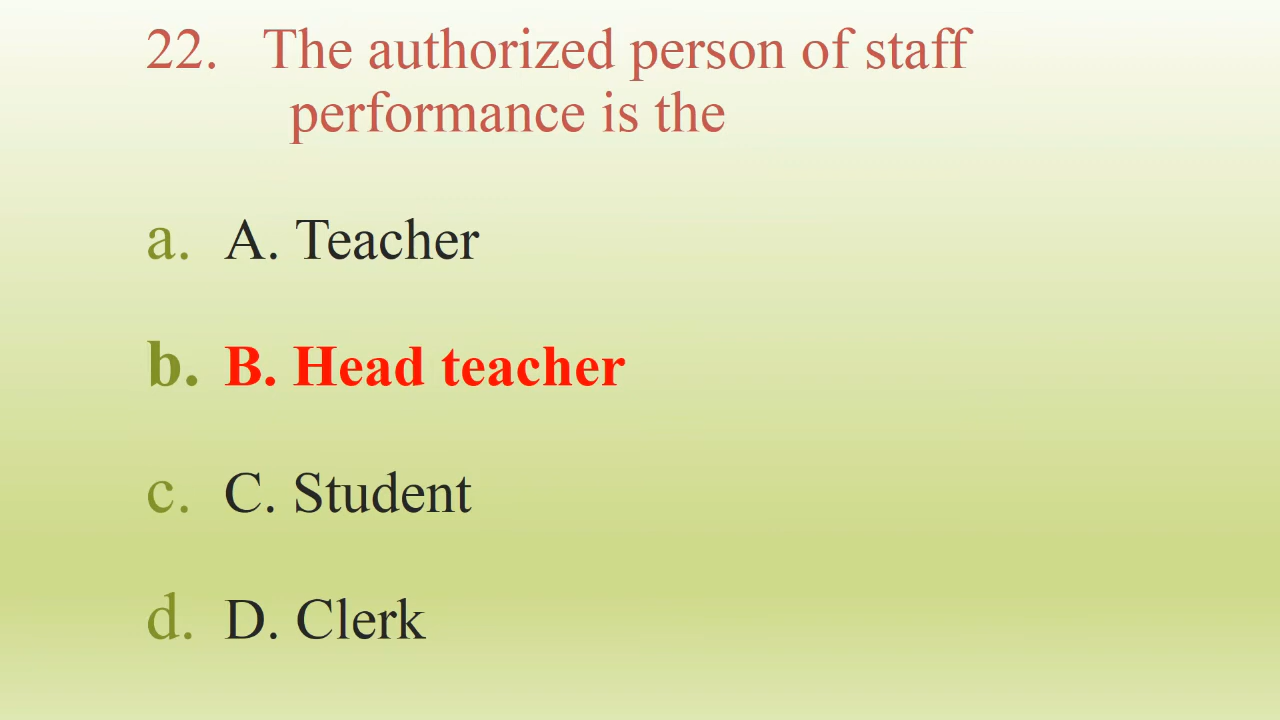 22. The authorized person of staff
performance is the
a. A. Teacher
b. B. Head teacher
c. C. Student
d. D. Clerk